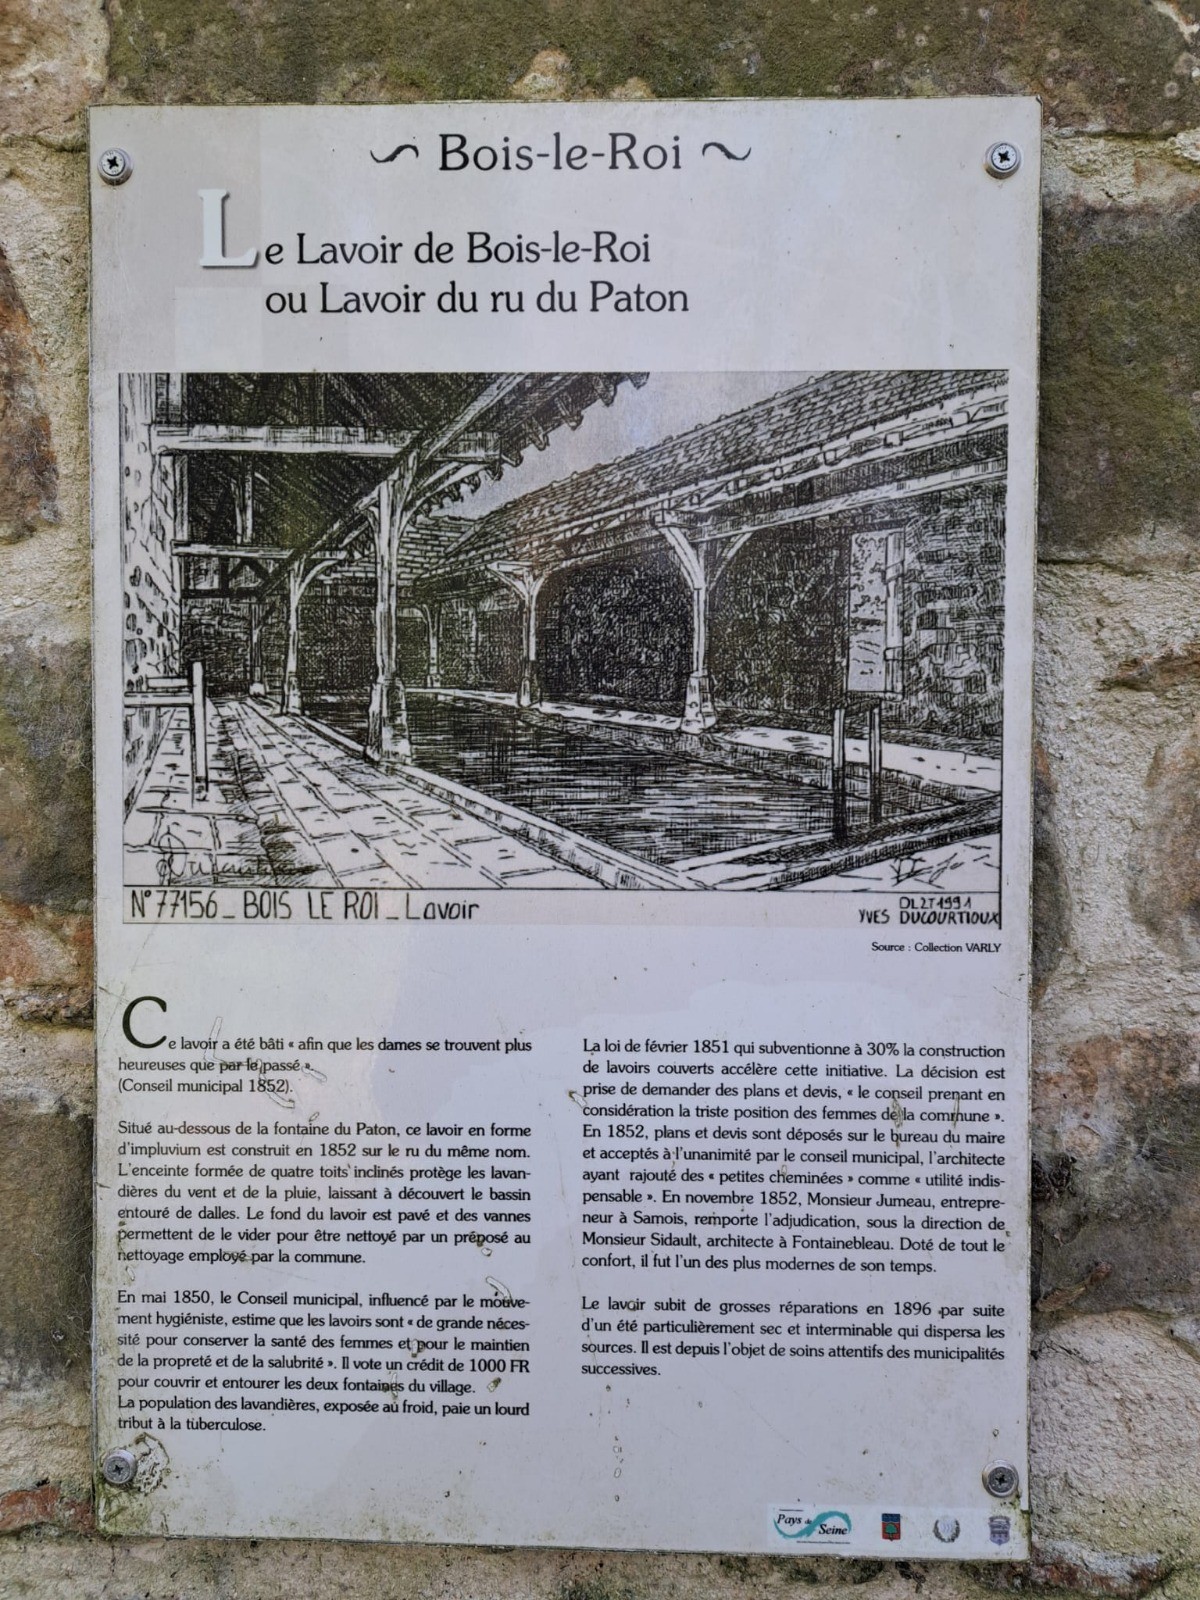 Bois-le-Roi
Le Lavoir de Bois-le-Roi
ou Lavoir du ru du Paton
N° 77156_BOIS LE ROI_Lavoir
DL 2T 1991
YVES DUCOURTIOUX
Source : Collection VARLY
Ce lavoir a été bâti « afin que les dames se trouvent plus
heureuses que par le passé ».
(Conseil municipal 1852).
Situé au-dessous de la fontaine du Paton, ce lavoir en forme
d'impluvium est construit en 1852 sur le ru du même nom.
L'enceinte formée de quatre toits inclinés protège les lavan-
dières du vent et de la pluie, laissant à découvert le bassin
entouré de dalles. Le fond du lavoir est pavé et des vannes
permettent de le vider pour être nettoyé par un préposé au
nettoyage employé par la commune.
En mai 1850, le Conseil municipal, influencé par le mouve-
ment hygiéniste, estime que les lavoirs sont « de grande néces-
sité pour conserver la santé des femmes et pour le maintien
de la propreté et de la salubrité ». Il vote un crédit de 1000 FR
pour couvrir et entourer les deux fontaines du village.
La population des lavandières, exposée au froid, paie un lourd
tribut à la tuberculose.
La loi de février 1851 qui subventionne à 30% la construction
de lavoirs couverts accélère cette initiative. La décision est
prise de demander des plans et devis, « le conseil prenant en
considération la triste position des femmes de la commune ».
En 1852, plans et devis sont déposés sur le bureau du maire
et acceptés à l'unanimité par le conseil municipal, l'architecte
ayant rajouté des « petites cheminées » comme « utilité indis-
pensable ». En novembre 1852, Monsieur Jumeau, entrepre-
neur à Samois, remporte l'adjudication, sous la direction de
Monsieur Sidault, architecte à Fontainebleau. Doté de tout le
confort, il fut l'un des plus modernes de son temps.
Le lavoir subit de grosses réparations en 1896 par suite
d'un été particulièrement sec et interminable qui dispersa les
sources. Il est depuis l'objet de soins attentifs des municipalités
successives.
Pays de
Seine